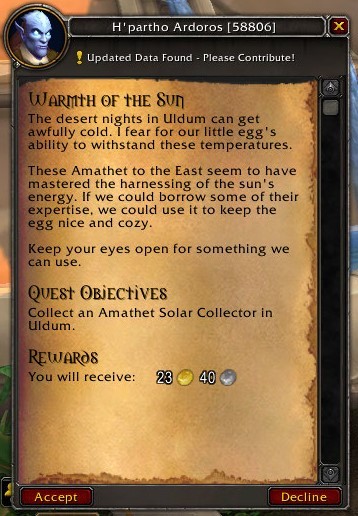 H'partho Ardoros [58806]
Updated Data Found - Please Contribute!
Warmth of the Sun
The desert nights in Uldum can get
awfully cold. I fear for our little egg's
ability to withstand these temperatures.
These Amathet to the East seem to have
mastered the harnessing of the sun's
energy. If we could borrow some of their
expertise, we could use it to keep the
egg nice and cozy.
Keep your eyes open for something we
can use.
Quest Objectives
Collect an Amathet Solar Collector in
Uldum.
Rewards
You will receive: 23 40
Accept Decline